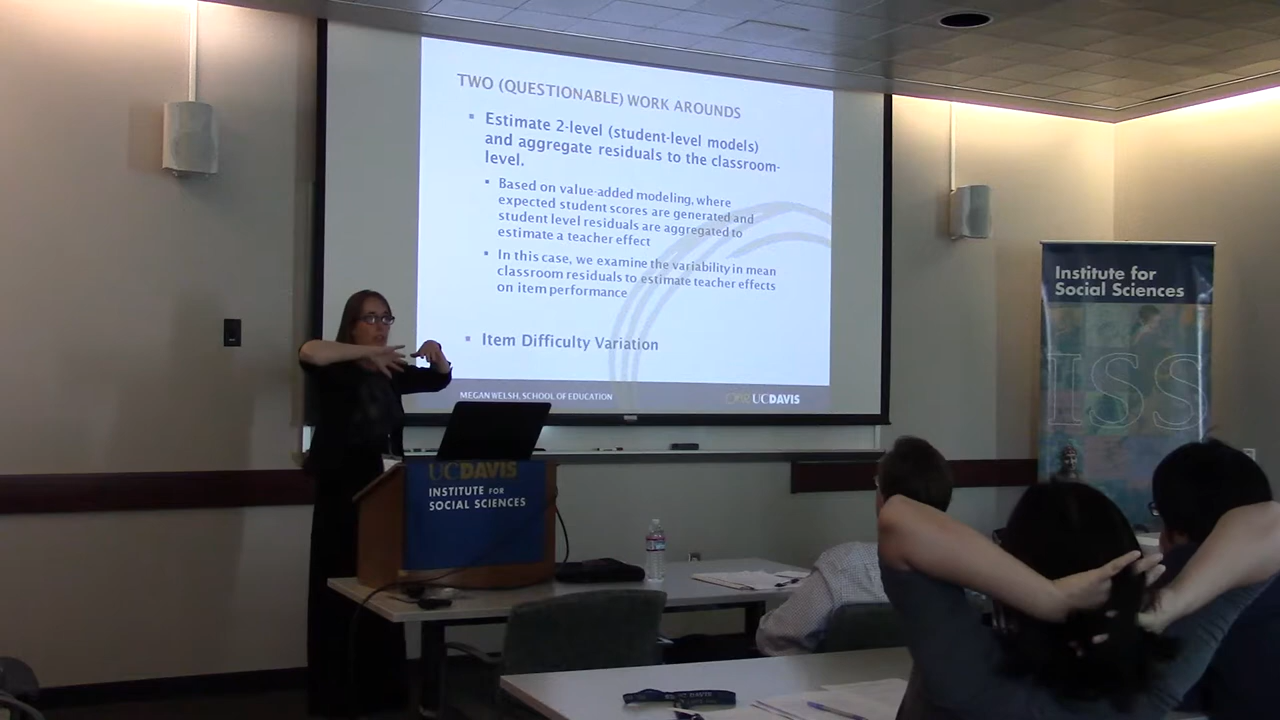 TWO (QUESTIONABLE) WORK AROUNDS
Estimate 2-level (student-level models)
and aggregate residuals to the classroom-
level.
Based on value-added modeling, where
expected student scores are generated and
student level residuals are aggregated to
estimate a teacher effect
In this case, we examine the variability in mean
classroom residuals to estimate teacher effects
on item performance
Item Difficulty Variation
MEGAN WELSH, SCHOOL OF EDUCATION
One UCDAVIS
Institute for
Social Sciences
ISS
UCDAVIS
INSTITUTE FOR
SOCIAL SCIENCES